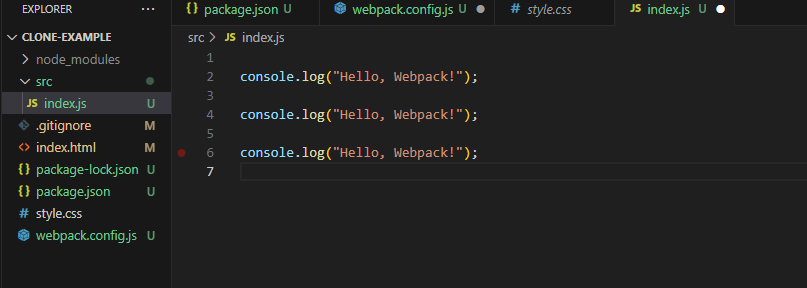 EXPLORER ...
CLONE-EXAMPLE
node_modules
src
JS index.js U
.gitignore M
<> index.html M
{} package-lock.json U
{} package.json U
# style.css
webpack.config.js U
{} package.json U
webpack.config.js U
# style.css
JS index.js U
src > JS index.js
1
2 console.log("Hello, Webpack!");
3
4 console.log("Hello, Webpack!");
5
6 console.log("Hello, Webpack!");
7